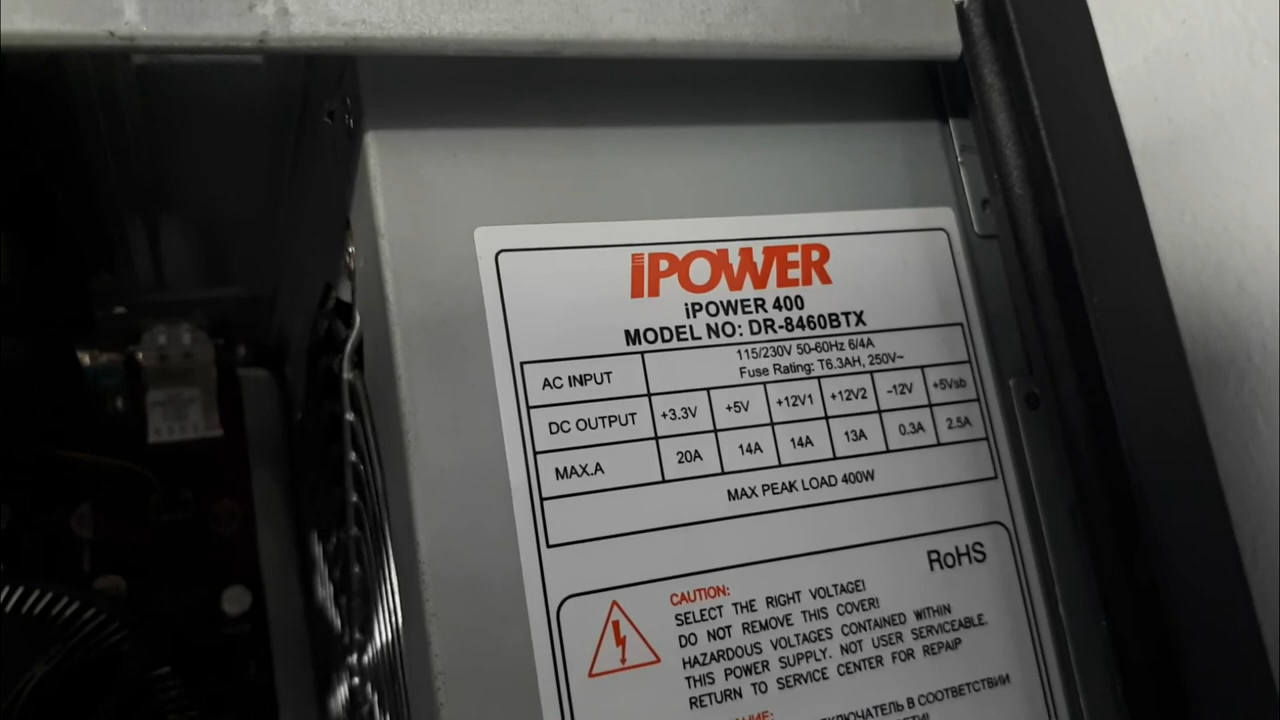 iPOWER
iPOWER 400
MODEL NO: DR-8460BTX
AC INPUT
115/230V 50-60Hz 6/4A
Fuse Rating: T6.3AH, 250V~
DC OUTPUT +3.3V +5V +12V1 +12V2 -12V +5Vsb
MAX.A 20A 14A 14A 13A 0.3A 2.5A
MAX PEAK LOAD 400W
RoHS
CAUTION:
SELECT THE RIGHT VOLTAGE!
DO NOT REMOVE THIS COVER!
HAZARDOUS VOLTAGES CONTAINED WITHIN
THIS POWER SUPPLY. NOT USER SERVICEABLE.
RETURN TO SERVICE CENTER FOR REPAIP
В СООТВЕТСТВИИ